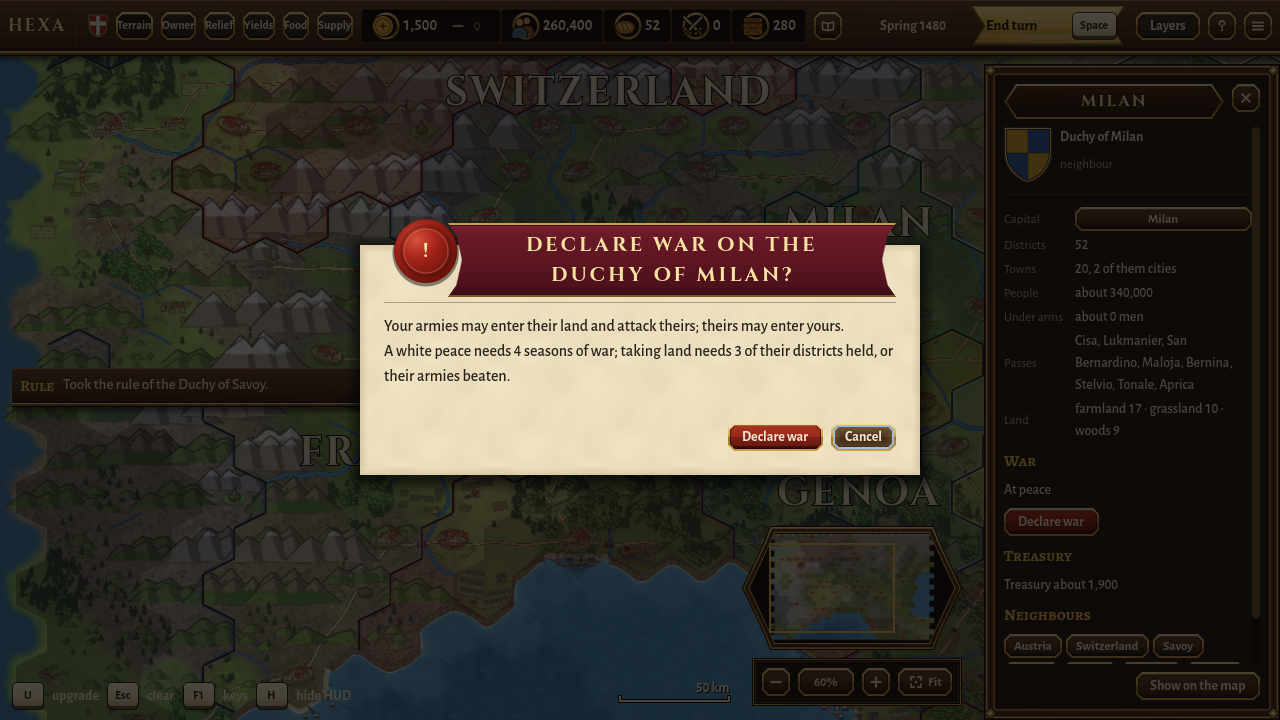 HEXA
Terrain
Owner
Relief
Yields
Food
Supply
1,500 — 0
260,400
52
0
280
Spring 1480
End turn
Space
Layers
?
SWITZERLAND
MILAN
GENOA
MILAN
Duchy of Milan
neighbour
Capital Milan
Districts 52
Towns 20, 2 of them cities
People about 340,000
Under arms about 0 men
Passes Cisa, Lukmanier, San
Bernardino, Maloja, Bernina,
Stelvio, Tonale, Aprica
Land farmland 17 · grassland 10 ·
woods 9
War
At peace
Declare war
Treasury
Treasury about 1,900
Neighbours
Austria
Switzerland
Savoy
Show on the map
!
DECLARE WAR ON THE
DUCHY OF MILAN?
Your armies may enter their land and attack theirs; theirs may enter yours.
A white peace needs 4 seasons of war; taking land needs 3 of their districts held, or
their armies beaten.
Declare war
Cancel
Rule Took the rule of the Duchy of Savoy.
U upgrade Esc clear F1 keys H hide HUD
50 km
60%
Fit